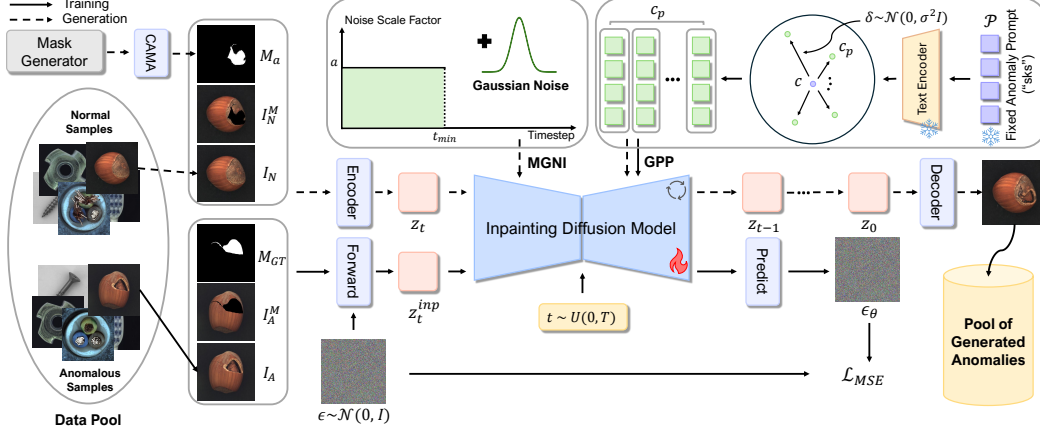 Training
Generation
Mask
Generator
CAMA
M_a
I_N^M
I_N
Normal
Samples
Anomalous
Samples
Data Pool
M_GT
I_A^M
I_A
Noise Scale Factor
a
t_min
Timestep
Gaussian Noise
MGNI
c_p
GPP
δ~𝒩(0, σ²I)
c_p
c
Text Encoder
𝒫
Fixed Anomaly Prompt
("sks")
Encoder
z_t
Forward
z_t^inp
Inpainting Diffusion Model
t ~ U(0, T)
z_{t−1}
z_0
Decoder
Predict
ϵ_θ
ϵ~𝒩(0, I)
ℒ_MSE
Pool of
Generated
Anomalies